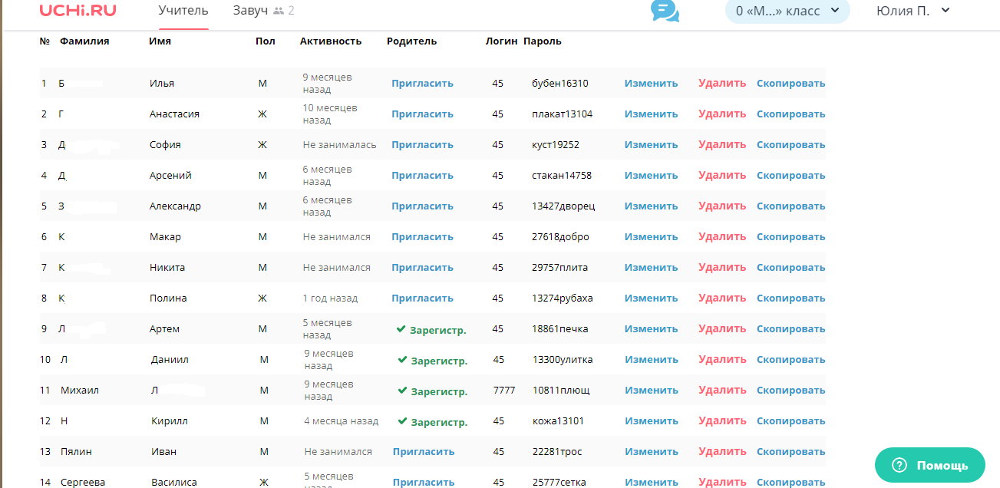 UCHi.RU Учитель Завуч 2 0 «М...» класс Юлия П.
№ Фамилия Имя Пол Активность Родитель Логин Пароль
1 Б Илья М 9 месяцев назад Пригласить 45 бубен16310 Изменить Удалить Скопировать
2 Г Анастасия Ж 10 месяцев назад Пригласить 45 плакат13104 Изменить Удалить Скопировать
3 Д София Ж Не занималась Пригласить 45 куст19252 Изменить Удалить Скопировать
4 Д Арсений М 6 месяцев назад Пригласить 45 стакан14758 Изменить Удалить Скопировать
5 З Александр М 6 месяцев назад Пригласить 45 13427дворец Изменить Удалить Скопировать
6 К Макар М Не занимался Пригласить 45 27618добро Изменить Удалить Скопировать
7 К Никита М Не занимался Пригласить 45 29757плита Изменить Удалить Скопировать
8 К Полина Ж 1 год назад Пригласить 45 13274рубаха Изменить Удалить Скопировать
9 Л Артем М 5 месяцев назад Зарегистр. 45 18861печка Изменить Удалить Скопировать
10 Л Даниил М 9 месяцев назад Зарегистр. 45 13300улитка Изменить Удалить Скопировать
11 Михаил Л М 9 месяцев назад Зарегистр. 7777 10811плющ Изменить Удалить Скопировать
12 Н Кирилл М 4 месяца назад Зарегистр. 45 кожа13101 Изменить Удалить Скопировать
13 Пялин Иван М Не занимался Пригласить 45 22281трос Изменить Удалить Скопировать
14 Сергеева Василиса Ж 5 месяцев назад Пригласить 45 25777сетка Изменить Удалить Скопировать
? Помощь